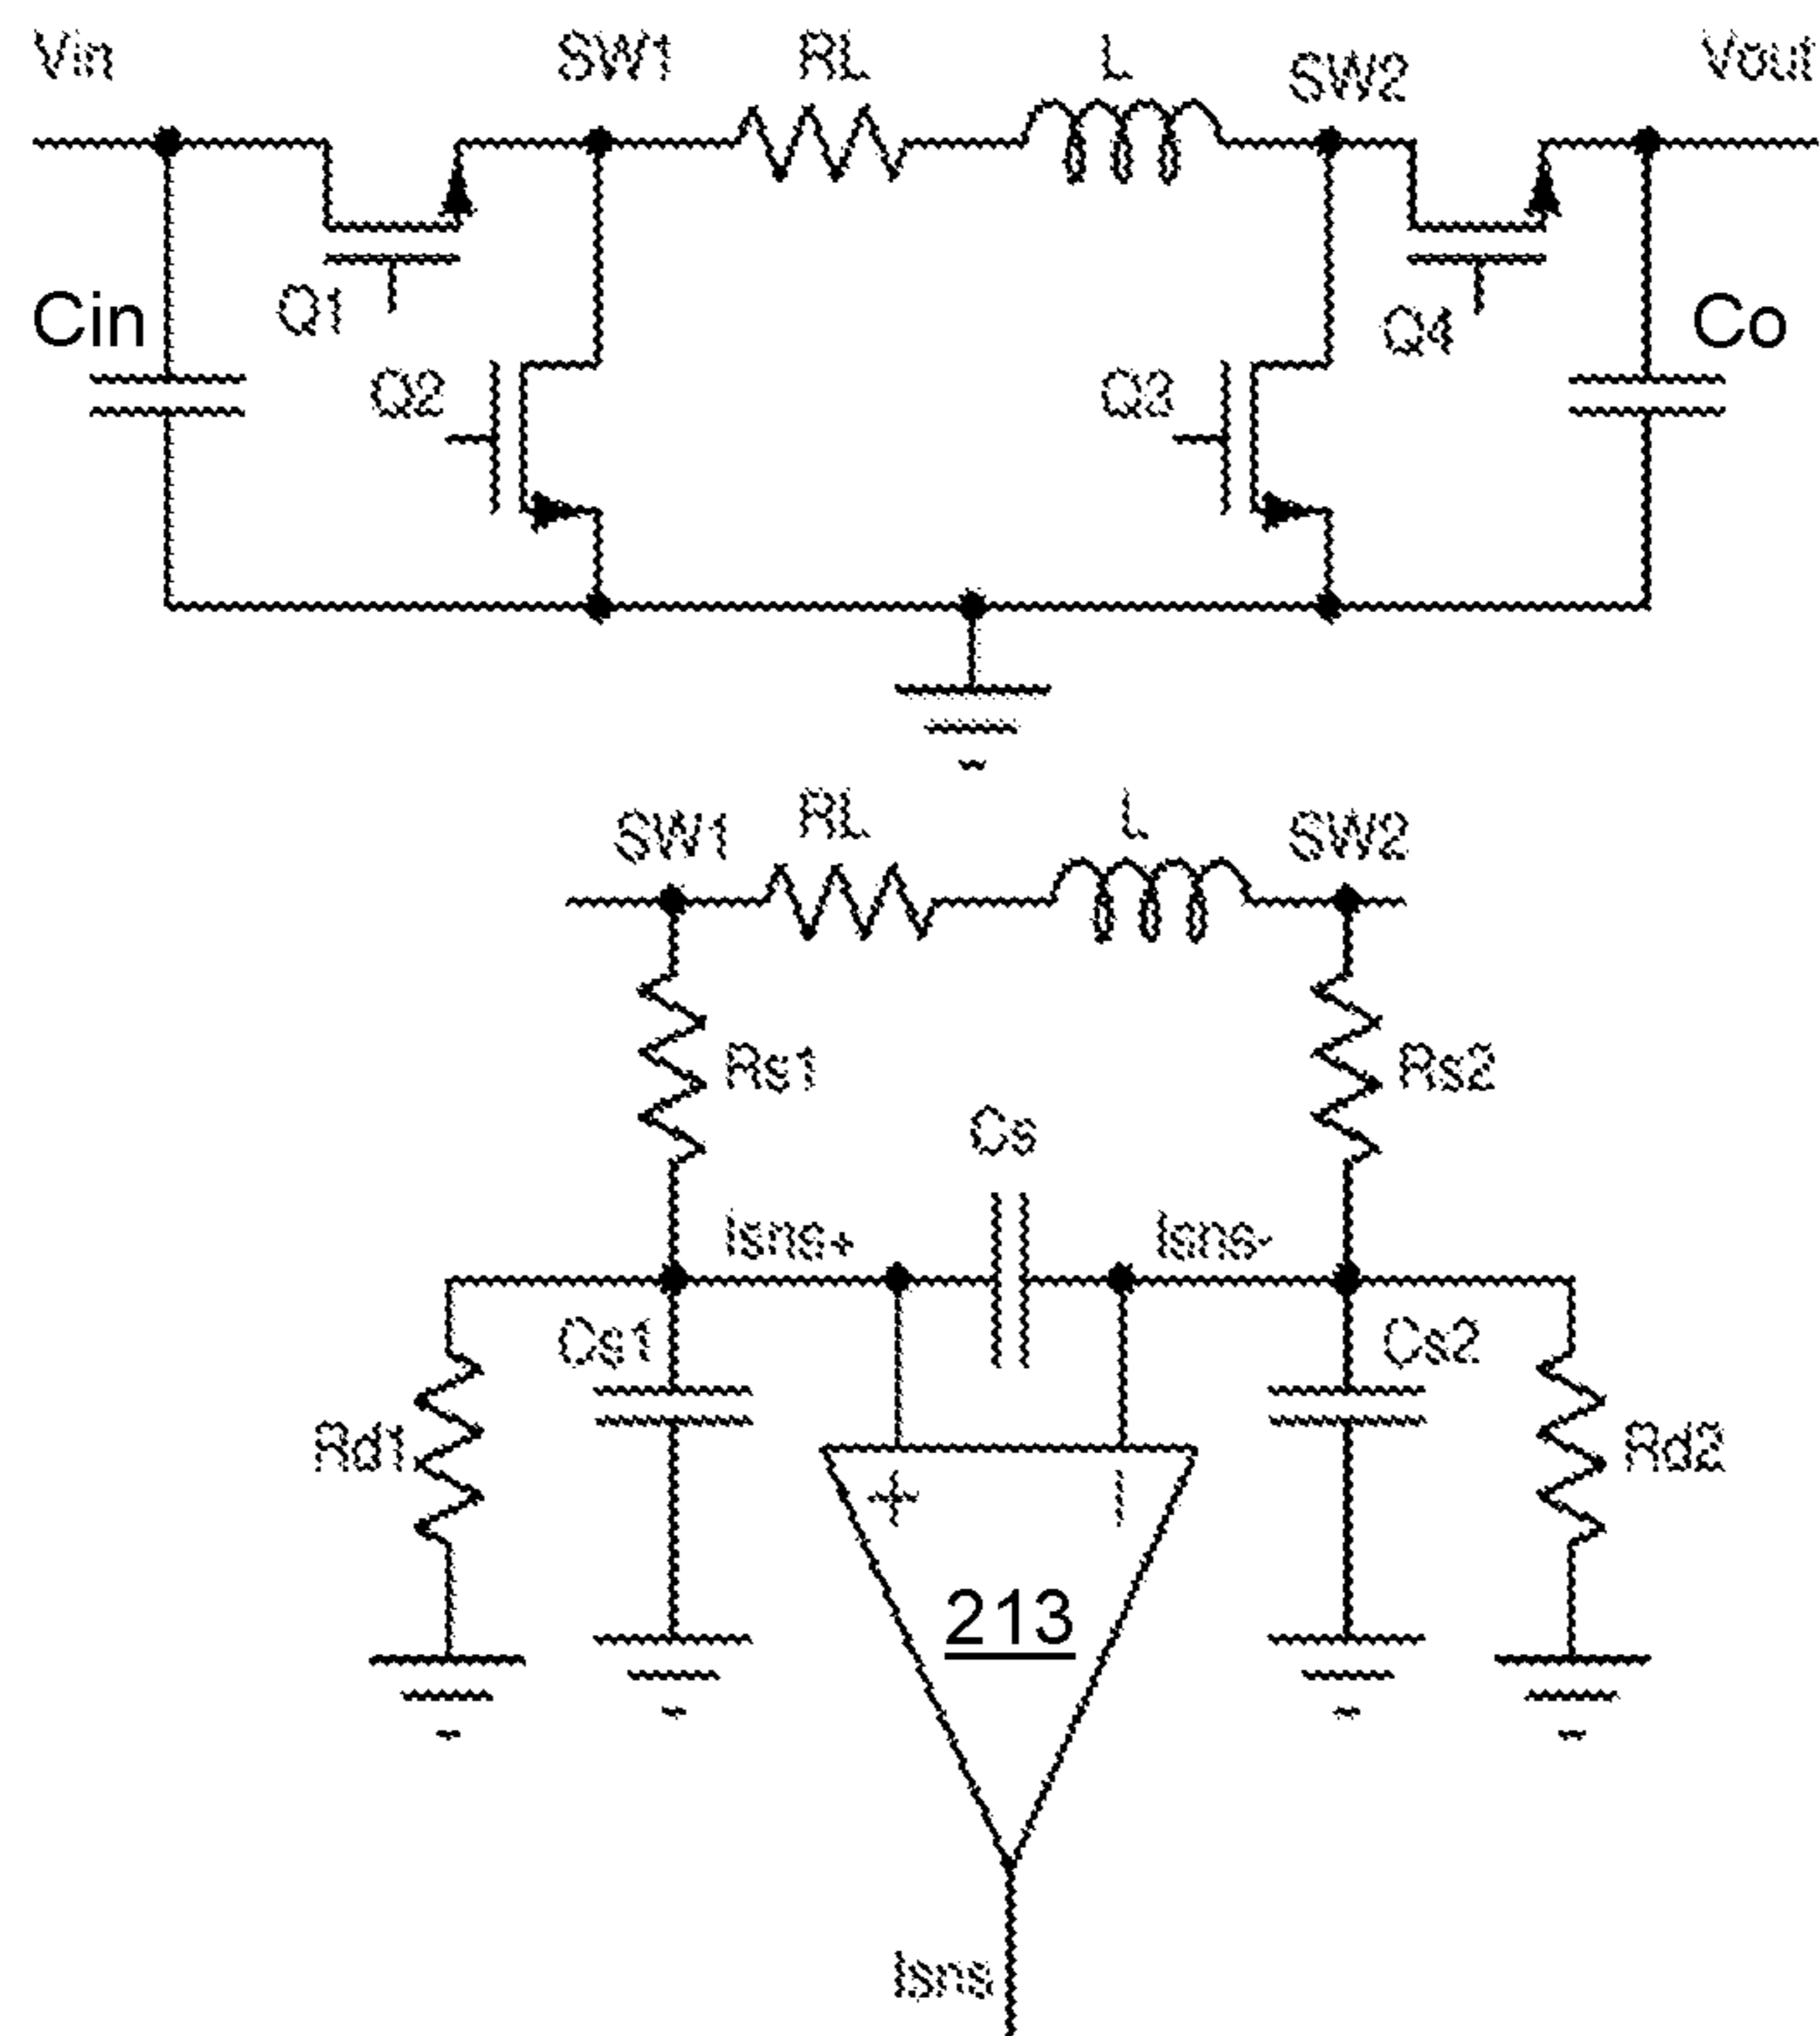 Vin SW1 RL L SW2 Vout
Cin Q1 Q4 Co
Q2 Q3
SW1 RL L SW2
Rs1 Rs2
Cs
Isns+ Isns-
Cs1 Cs2
Rd1 Rd2
+ -
213
Isns